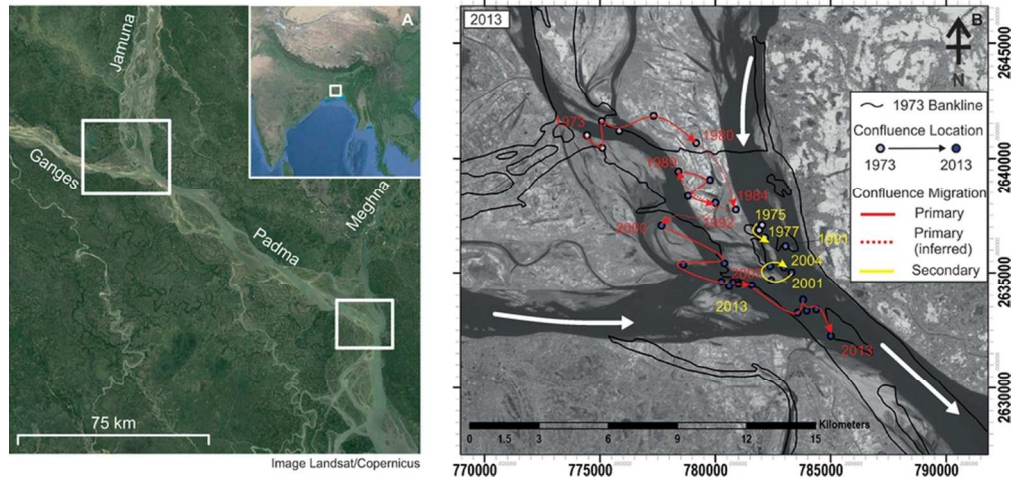 A
Jamuna
Ganges
Padma
Meghna
75 km
Image Landsat/Copernicus
2013
B
N
1973 Bankline
Confluence Location
1973
2013
Confluence Migration
Primary
Primary
(inferred)
Secondary
1973
1980
1989
1984
1992
1975
1977
1991
2004
2001
2013
2013
Kilometers
0
1.5
3
6
9
12
15
770000
775000
780000
785000
790000
2645000
2640000
2635000
2630000